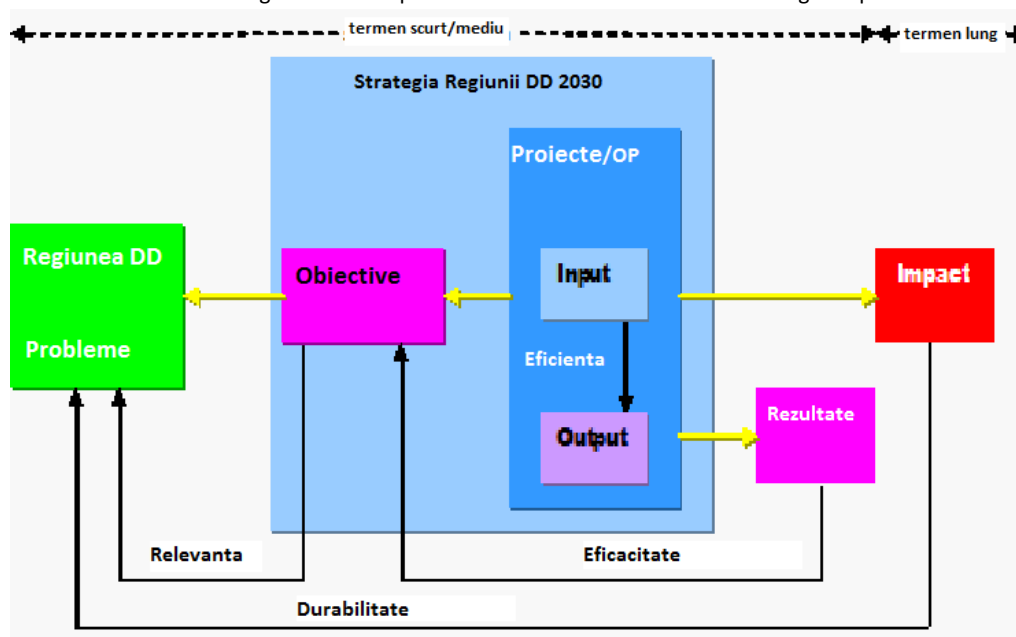 termen scurt/mediu
termen lung
Strategia Regiunii DD 2030
Proiecte/OP
Regiunea DD
Probleme
Obiective
Input
Impact
Eficienta
Output
Rezultate
Relevanta
Eficacitate
Durabilitate